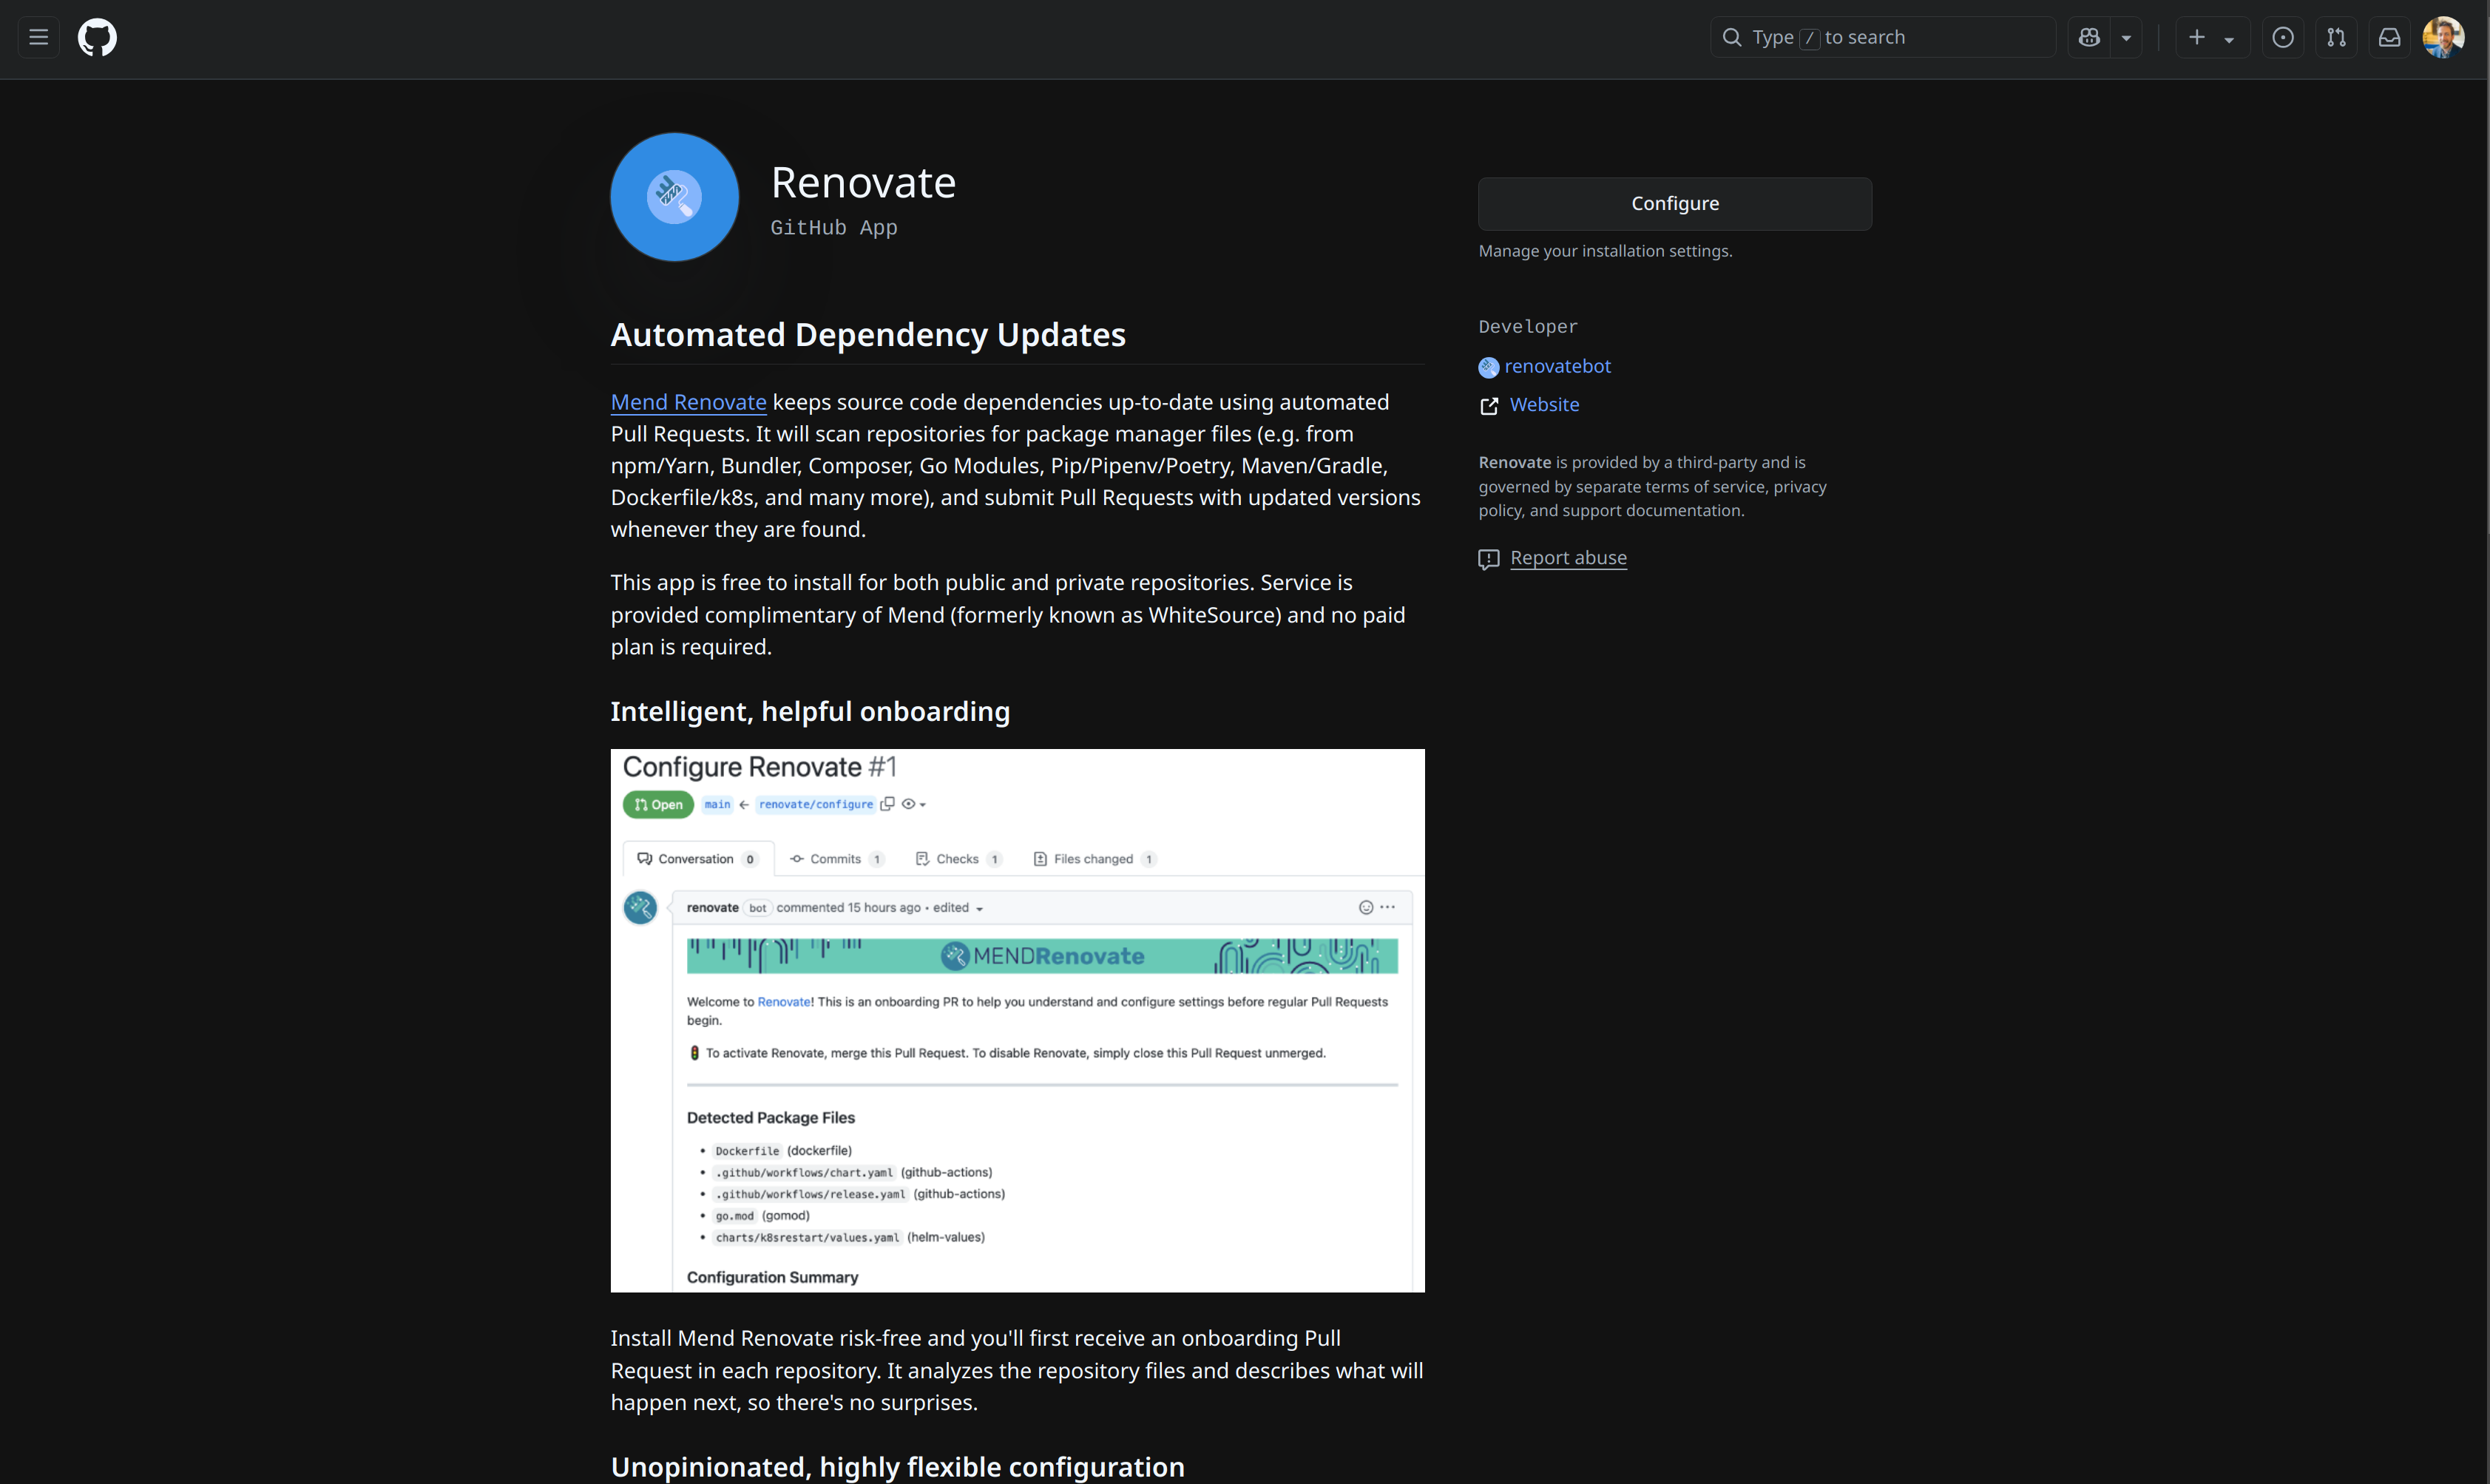 Type / to search
Renovate
GitHub App
Configure
Manage your installation settings.
Automated Dependency Updates
Mend Renovate keeps source code dependencies up-to-date using automated
Pull Requests. It will scan repositories for package manager files (e.g. from
npm/Yarn, Bundler, Composer, Go Modules, Pip/Pipenv/Poetry, Maven/Gradle,
Dockerfile/k8s, and many more), and submit Pull Requests with updated versions
whenever they are found.
This app is free to install for both public and private repositories. Service is
provided complimentary of Mend (formerly known as WhiteSource) and no paid
plan is required.
Intelligent, helpful onboarding
Configure Renovate #1
Open main ← renovate/configure
Conversation 0 Commits 1 Checks 1 Files changed 1
renovate bot commented 15 hours ago • edited
MENDRenovate
Welcome to Renovate! This is an onboarding PR to help you understand and configure settings before regular Pull Requests
begin.
🚦 To activate Renovate, merge this Pull Request. To disable Renovate, simply close this Pull Request unmerged.
Detected Package Files
• Dockerfile (dockerfile)
• .github/workflows/chart.yaml (github-actions)
• .github/workflows/release.yaml (github-actions)
• go.mod (gomod)
• charts/k8srestart/values.yaml (helm-values)
Configuration Summary
Install Mend Renovate risk-free and you'll first receive an onboarding Pull
Request in each repository. It analyzes the repository files and describes what will
happen next, so there's no surprises.
Unopinionated, highly flexible configuration
Developer
renovatebot
Website
Renovate is provided by a third-party and is
governed by separate terms of service, privacy
policy, and support documentation.
Report abuse